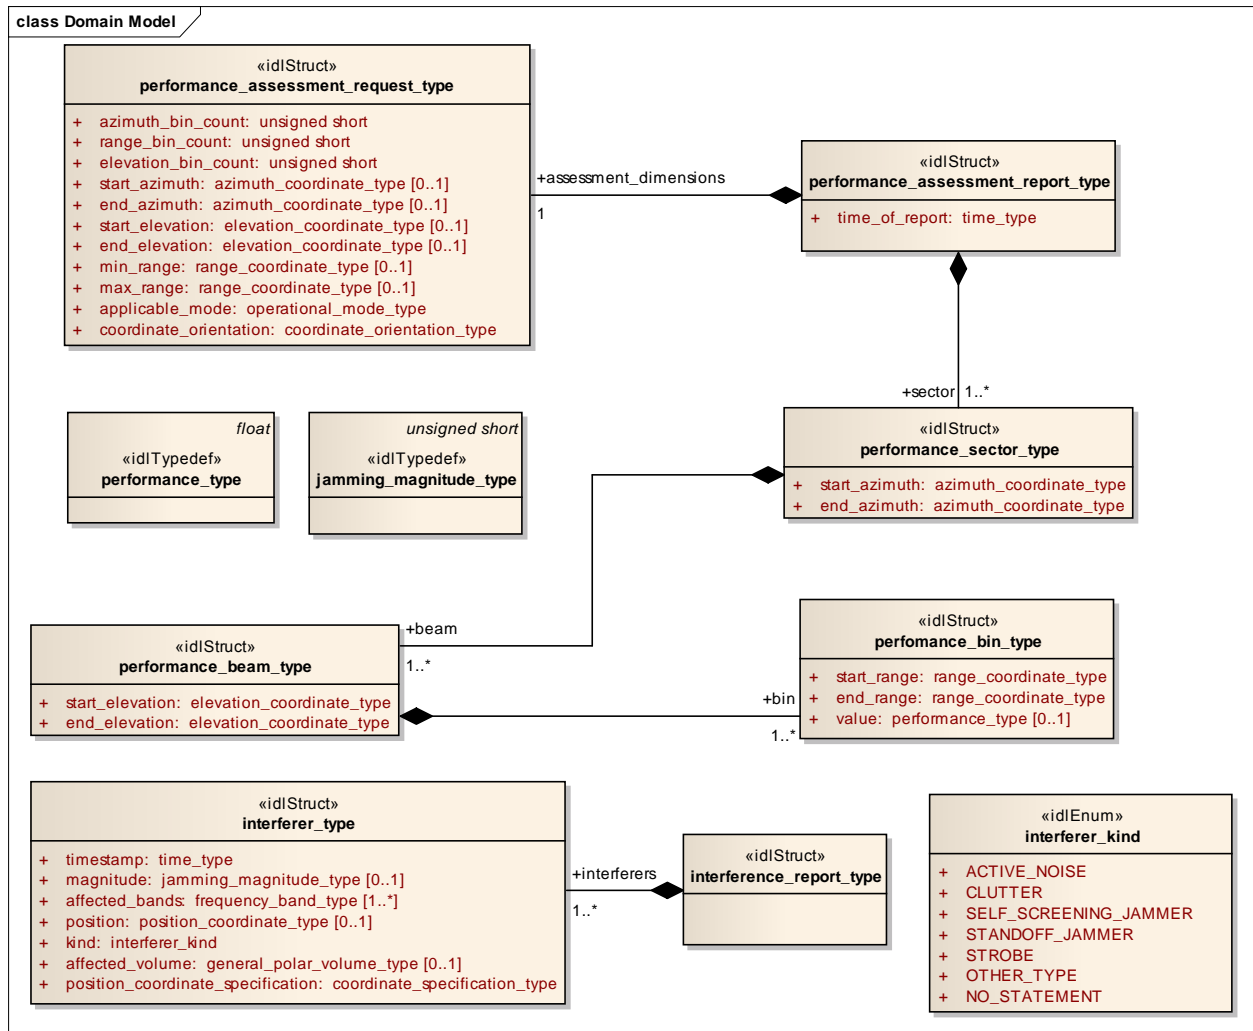 class Domain Model
«idlStruct»
performance_assessment_request_type
+ azimuth_bin_count: unsigned short
+ range_bin_count: unsigned short
+ elevation_bin_count: unsigned short
+ start_azimuth: azimuth_coordinate_type [0..1]
+ end_azimuth: azimuth_coordinate_type [0..1]
+ start_elevation: elevation_coordinate_type [0..1]
+ end_elevation: elevation_coordinate_type [0..1]
+ min_range: range_coordinate_type [0..1]
+ max_range: range_coordinate_type [0..1]
+ applicable_mode: operational_mode_type
+ coordinate_orientation: coordinate_orientation_type
+assessment_dimensions
1
«idlStruct»
performance_assessment_report_type
+ time_of_report: time_type
+sector 1..*
float
«idlTypedef»
performance_type
unsigned short
«idlTypedef»
jamming_magnitude_type
«idlStruct»
performance_sector_type
+ start_azimuth: azimuth_coordinate_type
+ end_azimuth: azimuth_coordinate_type
«idlStruct»
performance_beam_type
+ start_elevation: elevation_coordinate_type
+ end_elevation: elevation_coordinate_type
+beam
1..*
+bin
1..*
«idlStruct»
perfomance_bin_type
+ start_range: range_coordinate_type
+ end_range: range_coordinate_type
+ value: performance_type [0..1]
«idlStruct»
interferer_type
+ timestamp: time_type
+ magnitude: jamming_magnitude_type [0..1]
+ affected_bands: frequency_band_type [1..*]
+ position: position_coordinate_type [0..1]
+ kind: interferer_kind
+ affected_volume: general_polar_volume_type [0..1]
+ position_coordinate_specification: coordinate_specification_type
+interferers
1..*
«idlStruct»
interference_report_type
«idlEnum»
interferer_kind
+ ACTIVE_NOISE
+ CLUTTER
+ SELF_SCREENING_JAMMER
+ STANDOFF_JAMMER
+ STROBE
+ OTHER_TYPE
+ NO_STATEMENT